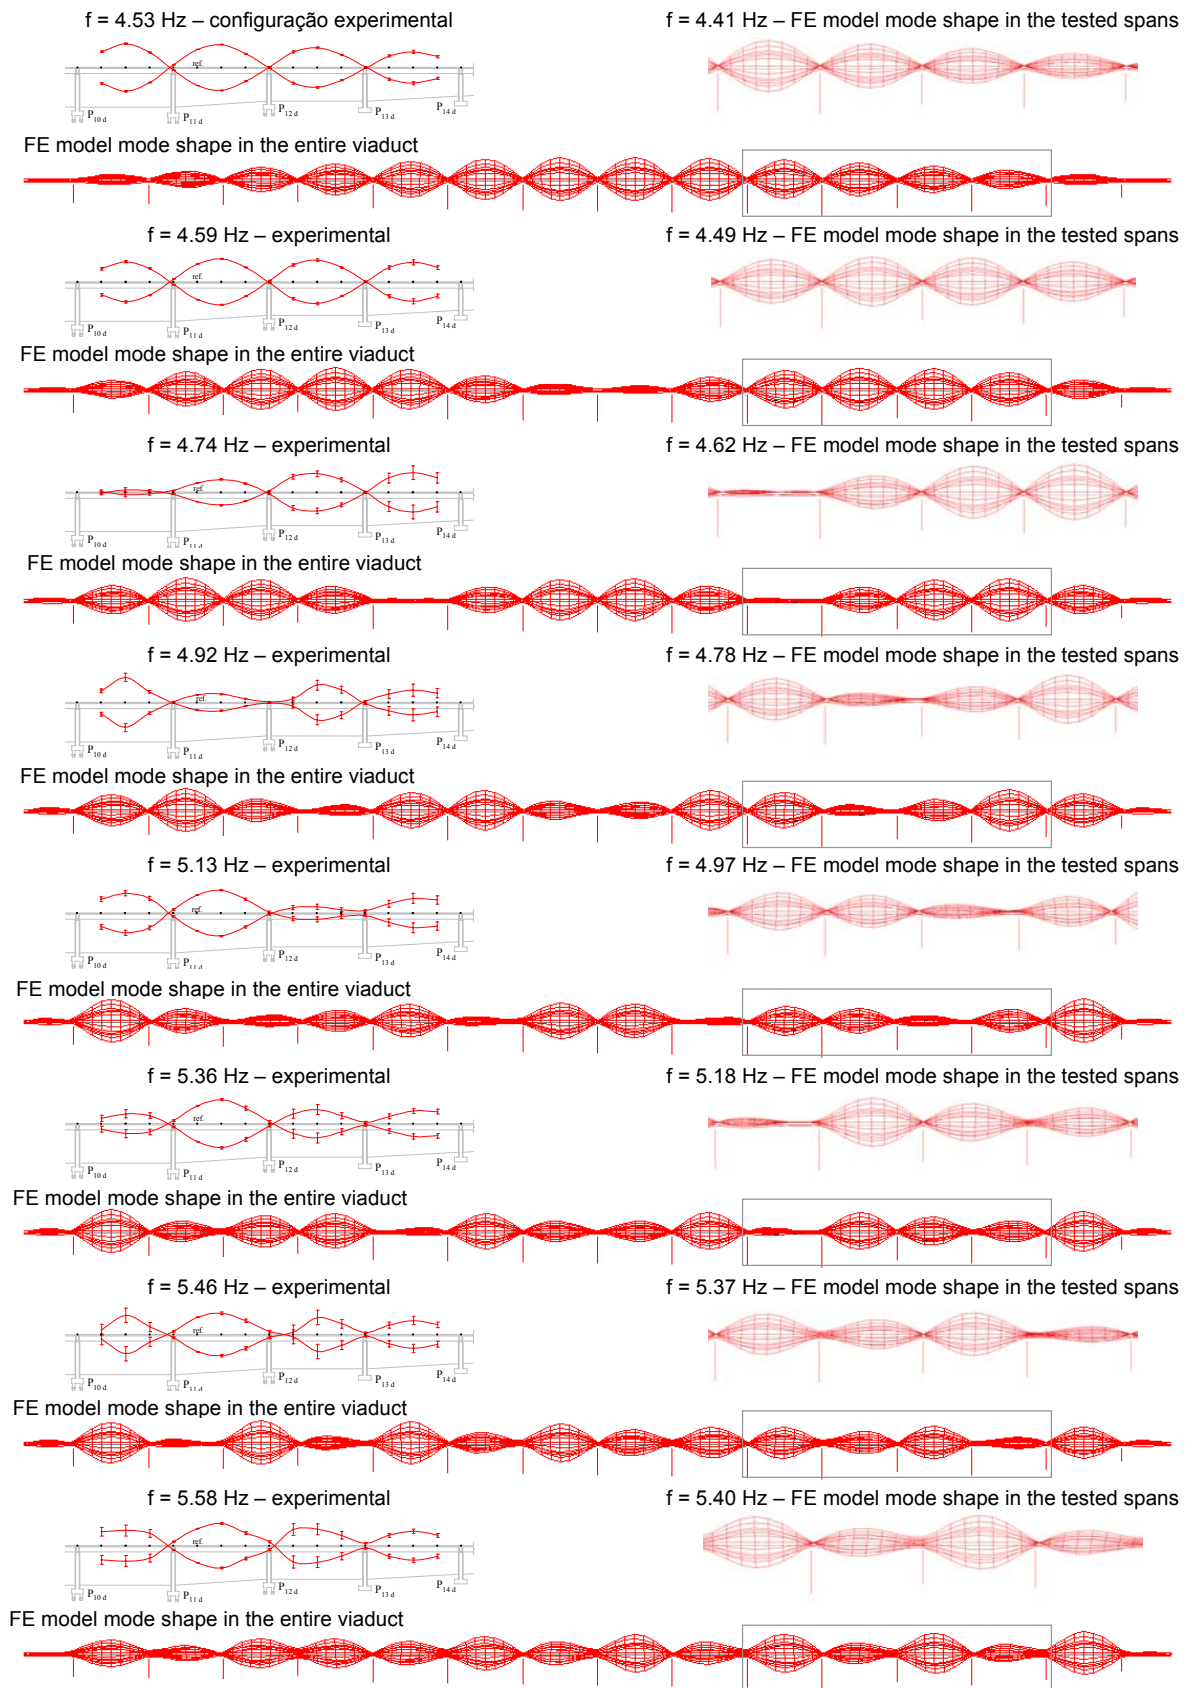 f = 4.53 Hz – configuração experimental
f = 4.41 Hz – FE model mode shape in the tested spans
ref.
P10 d
P11 d
P12 d
P13 d
P14 d
FE model mode shape in the entire viaduct
f = 4.59 Hz – experimental
f = 4.49 Hz – FE model mode shape in the tested spans
ref.
P10 d
P11 d
P12 d
P13 d
P14 d
FE model mode shape in the entire viaduct
f = 4.74 Hz – experimental
f = 4.62 Hz – FE model mode shape in the tested spans
ref.
P10 d
P11 d
P12 d
P13 d
P14 d
FE model mode shape in the entire viaduct
f = 4.92 Hz – experimental
f = 4.78 Hz – FE model mode shape in the tested spans
ref.
P10 d
P11 d
P12 d
P13 d
P14 d
FE model mode shape in the entire viaduct
f = 5.13 Hz – experimental
f = 4.97 Hz – FE model mode shape in the tested spans
ref.
P10 d
P11 d
P12 d
P13 d
P14 d
FE model mode shape in the entire viaduct
f = 5.36 Hz – experimental
f = 5.18 Hz – FE model mode shape in the tested spans
ref.
P10 d
P11 d
P12 d
P13 d
P14 d
FE model mode shape in the entire viaduct
f = 5.46 Hz – experimental
f = 5.37 Hz – FE model mode shape in the tested spans
ref.
P10 d
P11 d
P12 d
P13 d
P14 d
FE model mode shape in the entire viaduct
f = 5.58 Hz – experimental
f = 5.40 Hz – FE model mode shape in the tested spans
ref.
P10 d
P11 d
P12 d
P13 d
P14 d
FE model mode shape in the entire viaduct